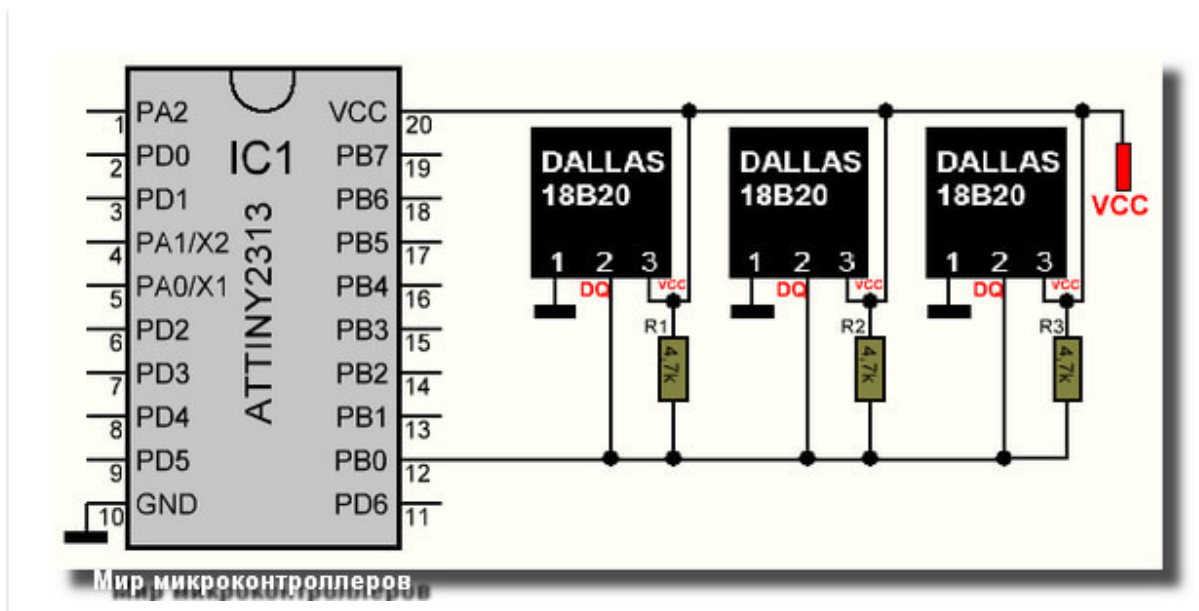 PA2
VCC
1
20
PD0
IC1
PB7
2
19
PD1
PB6
3
18
PA1/X2
PB5
4
17
PA0/X1
PB4
5
16
PD2
PB3
6
15
PD3
PB2
7
14
PD4
PB1
8
13
PD5
PB0
9
12
GND
PD6
10
11
ATTINY2313
DALLAS
18B20
1 2 3
DQ
VCC
R1
4,7k
DALLAS
18B20
1 2 3
DQ
VCC
R2
4,7k
DALLAS
18B20
1 2 3
DQ
VCC
R3
4,7k
VCC
Мир микроконтроллеров